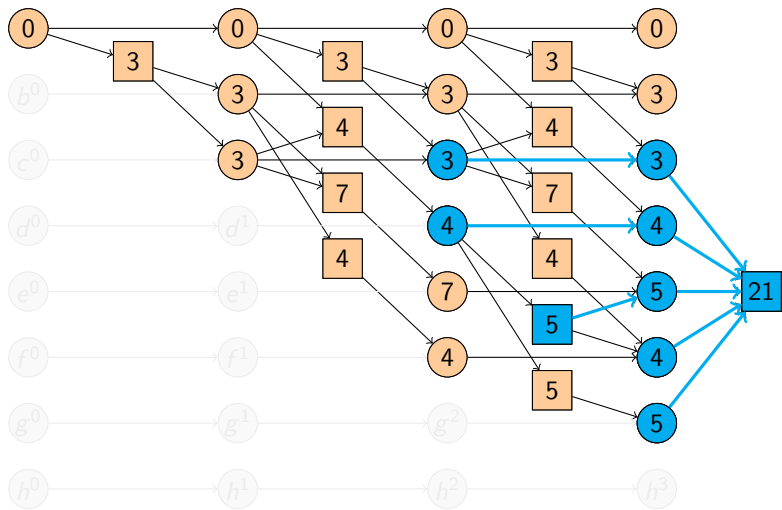 0 0 0 0
3 3 3
b⁰ 3 3 3
4 4
c⁰ 3 3 3
7 7
d⁰ d¹ 4 4
4 4
e⁰ e¹ 7 5 21
5
f⁰ f¹ 4 4
5
g⁰ g¹ g² 5
h⁰ h¹ h² h³